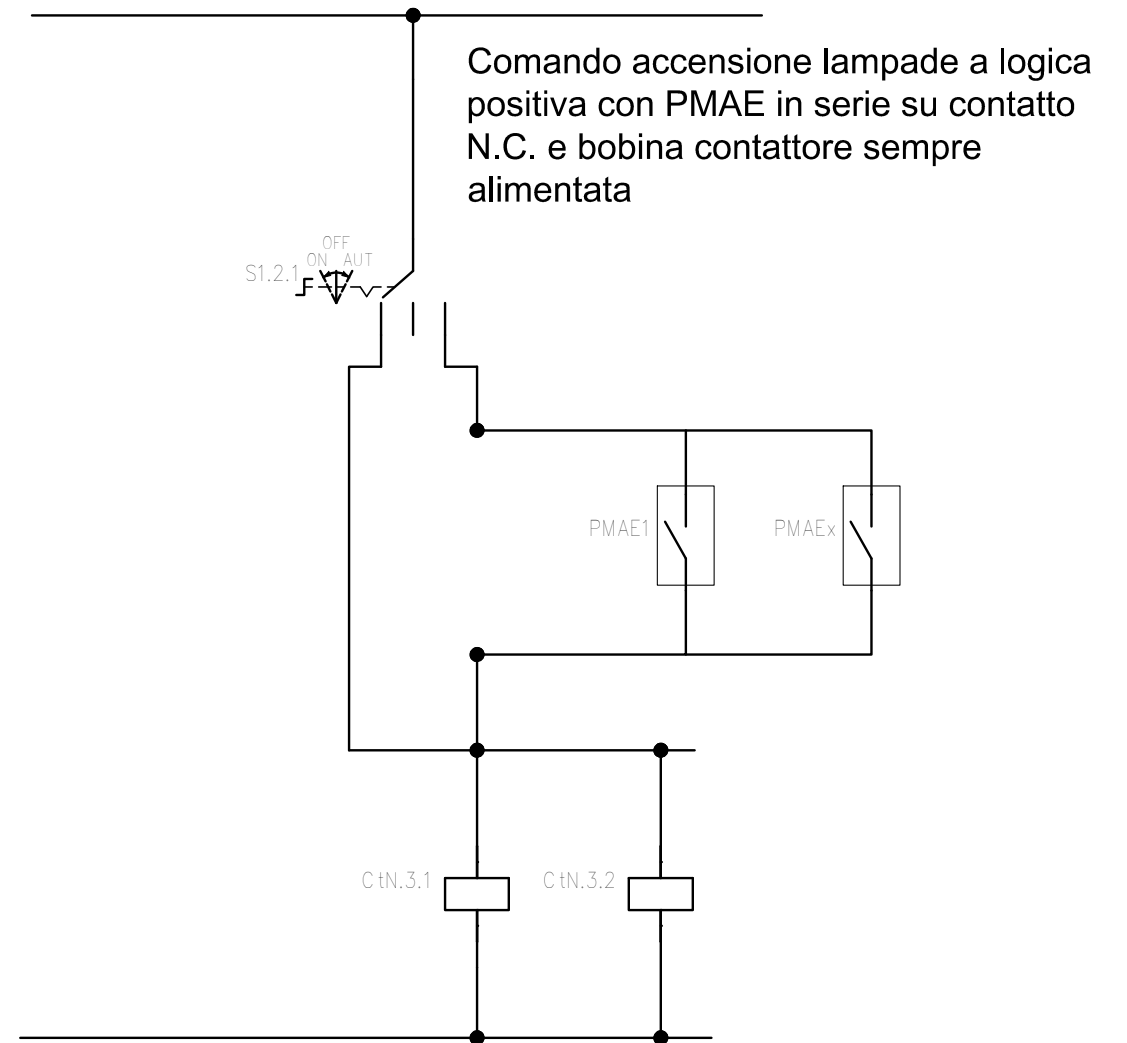 Comando accensione lampade a logica
positiva con PMAE in serie su contatto
N.C. e bobina contattore sempre
alimentata
OFF
ON AUT
S1.2.1
PMAE1
PMAEx
CtN.3.1
CtN.3.2